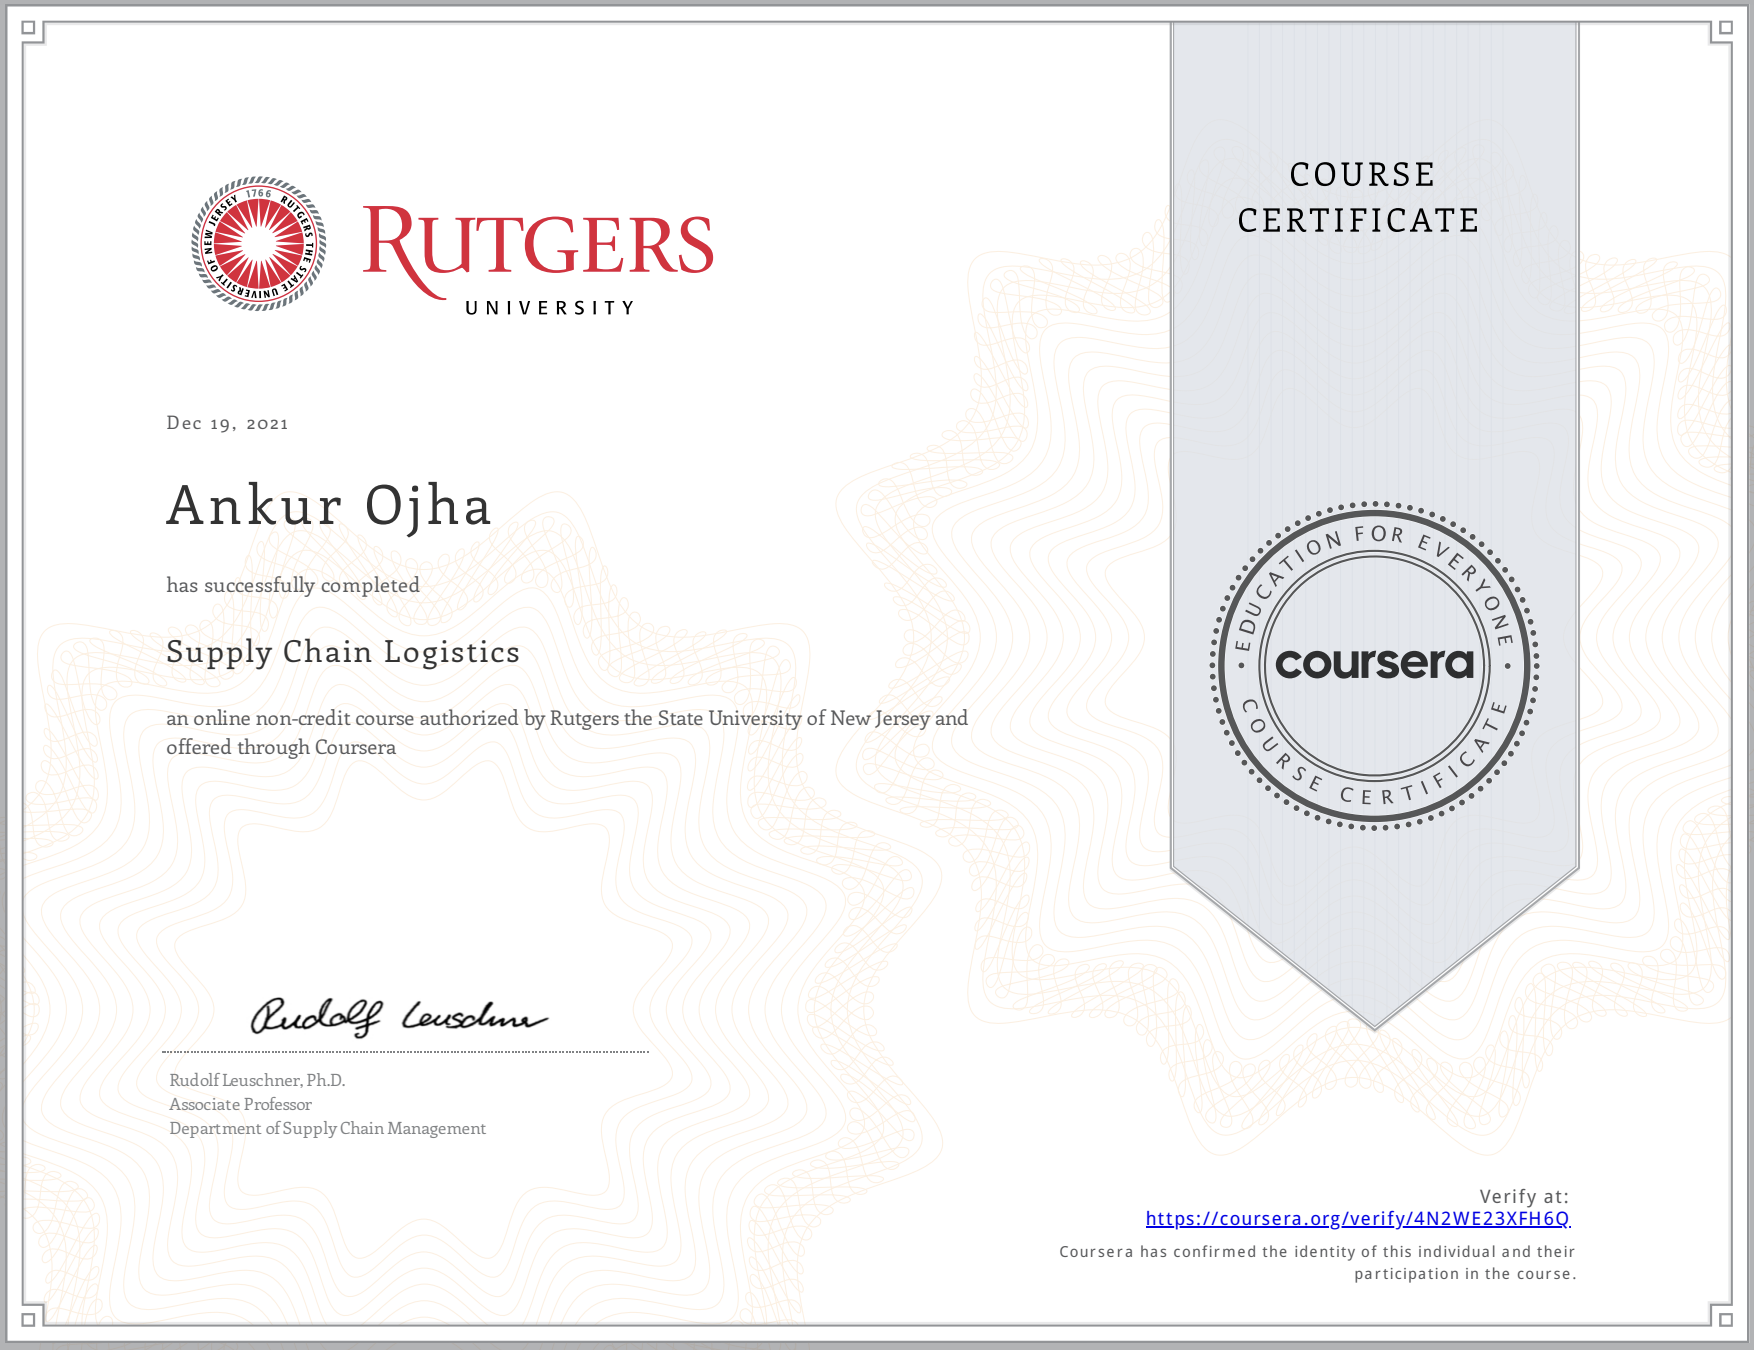 1766
RUTGERS THE STATE UNIVERSITY OF NEW JERSEY
RUTGERS
UNIVERSITY
COURSE
CERTIFICATE
Dec 19, 2021
Ankur Ojha
has successfully completed
Supply Chain Logistics
an online non-credit course authorized by Rutgers the State University of New Jersey and
offered through Coursera
EDUCATION FOR EVERYONE
coursera
COURSE CERTIFICATE
Rudolf Leuschner
Rudolf Leuschner, Ph.D.
Associate Professor
Department of Supply Chain Management
Verify at:
https://coursera.org/verify/4N2WE23XFH6Q
Coursera has confirmed the identity of this individual and their
participation in the course.